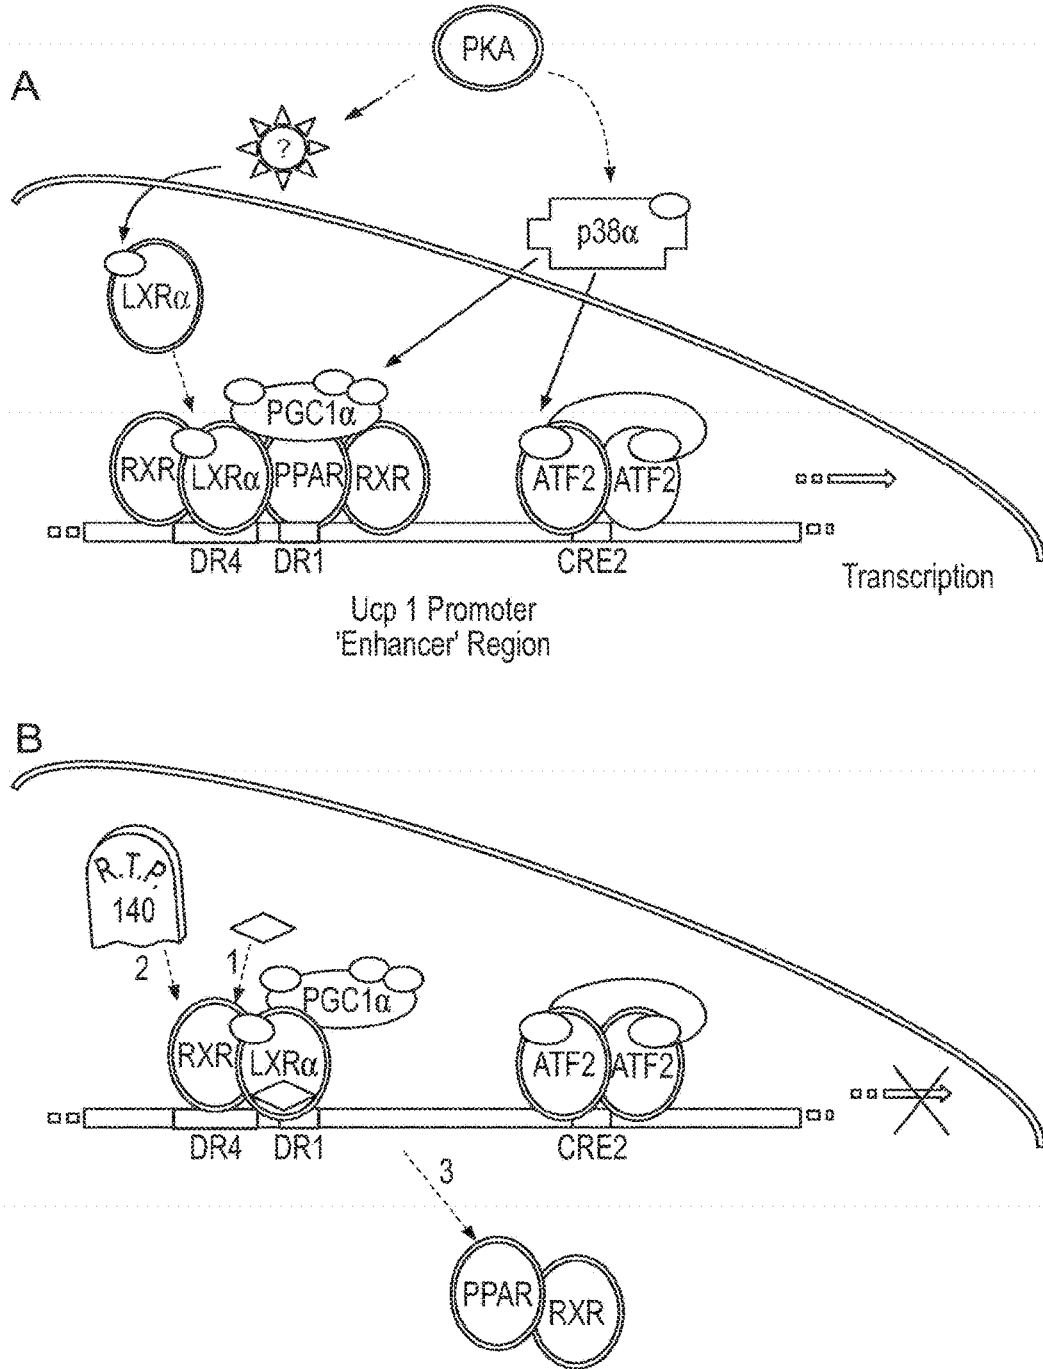 PKA
A
?
p38α
LXRα
PGC1α
RXR
LXRα
PPAR
RXR
ATF2
ATF2
DR4
DR1
CRE2
Transcription
Ucp 1 Promoter
'Enhancer' Region
B
R.T.P.
140
2
1
PGC1α
RXR
LXRα
ATF2
ATF2
DR4
DR1
CRE2
3
PPAR
RXR